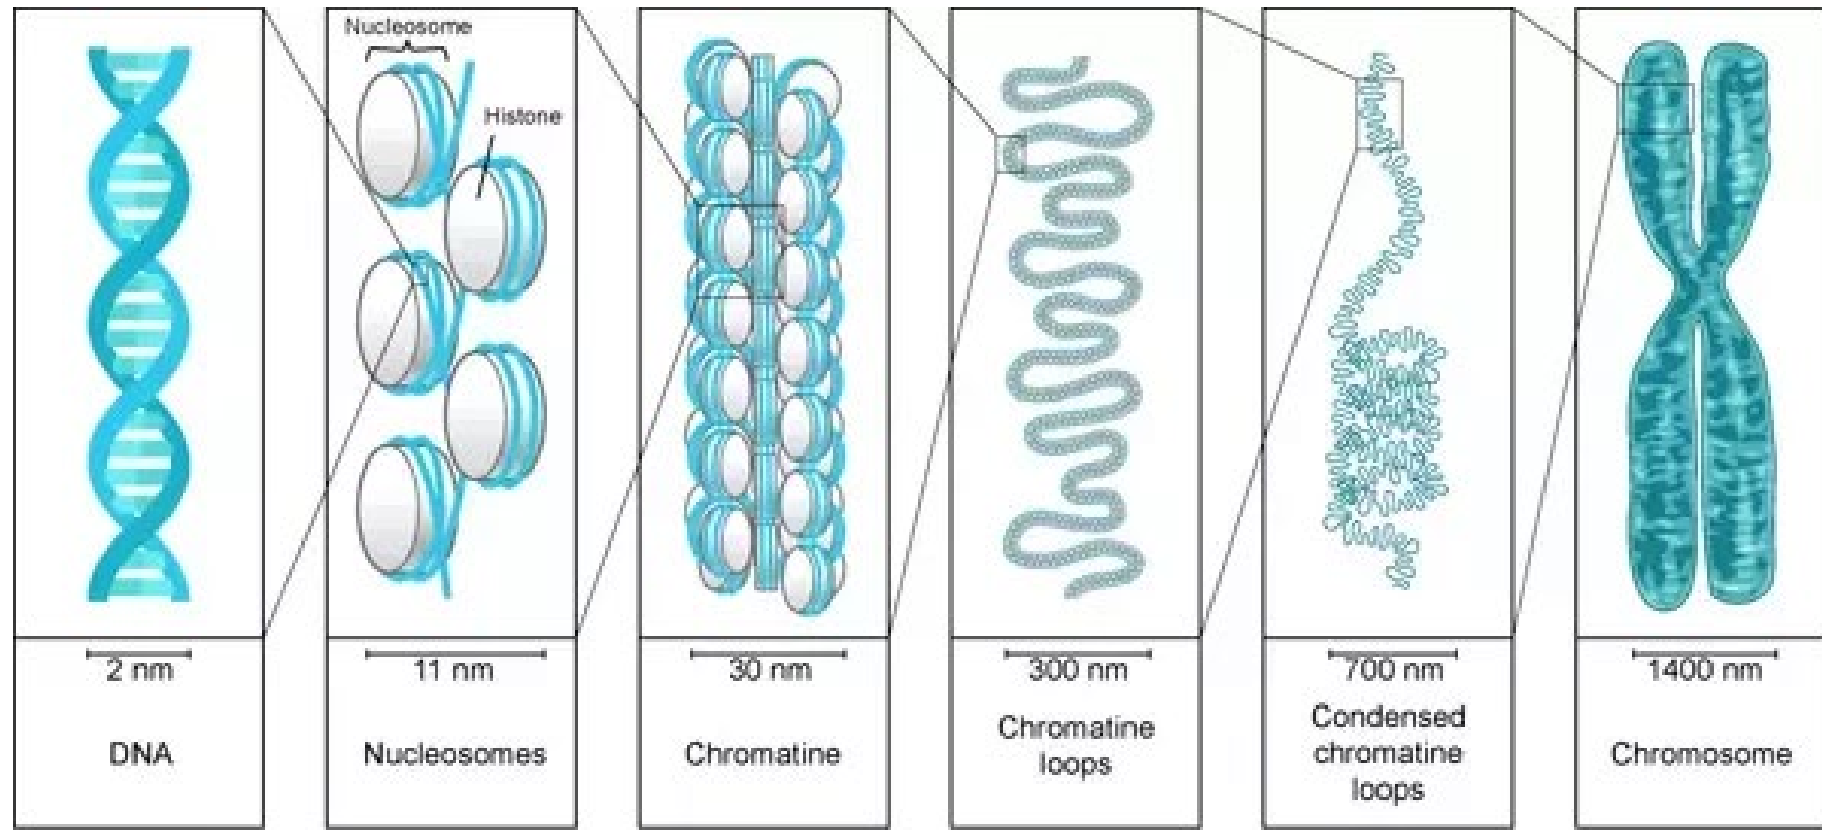 Nucleosome
Histone
2 nm
11 nm
30 nm
300 nm
700 nm
1400 nm
DNA
Nucleosomes
Chromatine
Chromatine
loops
Condensed
chromatine
loops
Chromosome